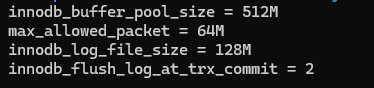 innodb_buffer_pool_size = 512M
max_allowed_packet = 64M
innodb_log_file_size = 128M
innodb_flush_log_at_trx_commit = 2